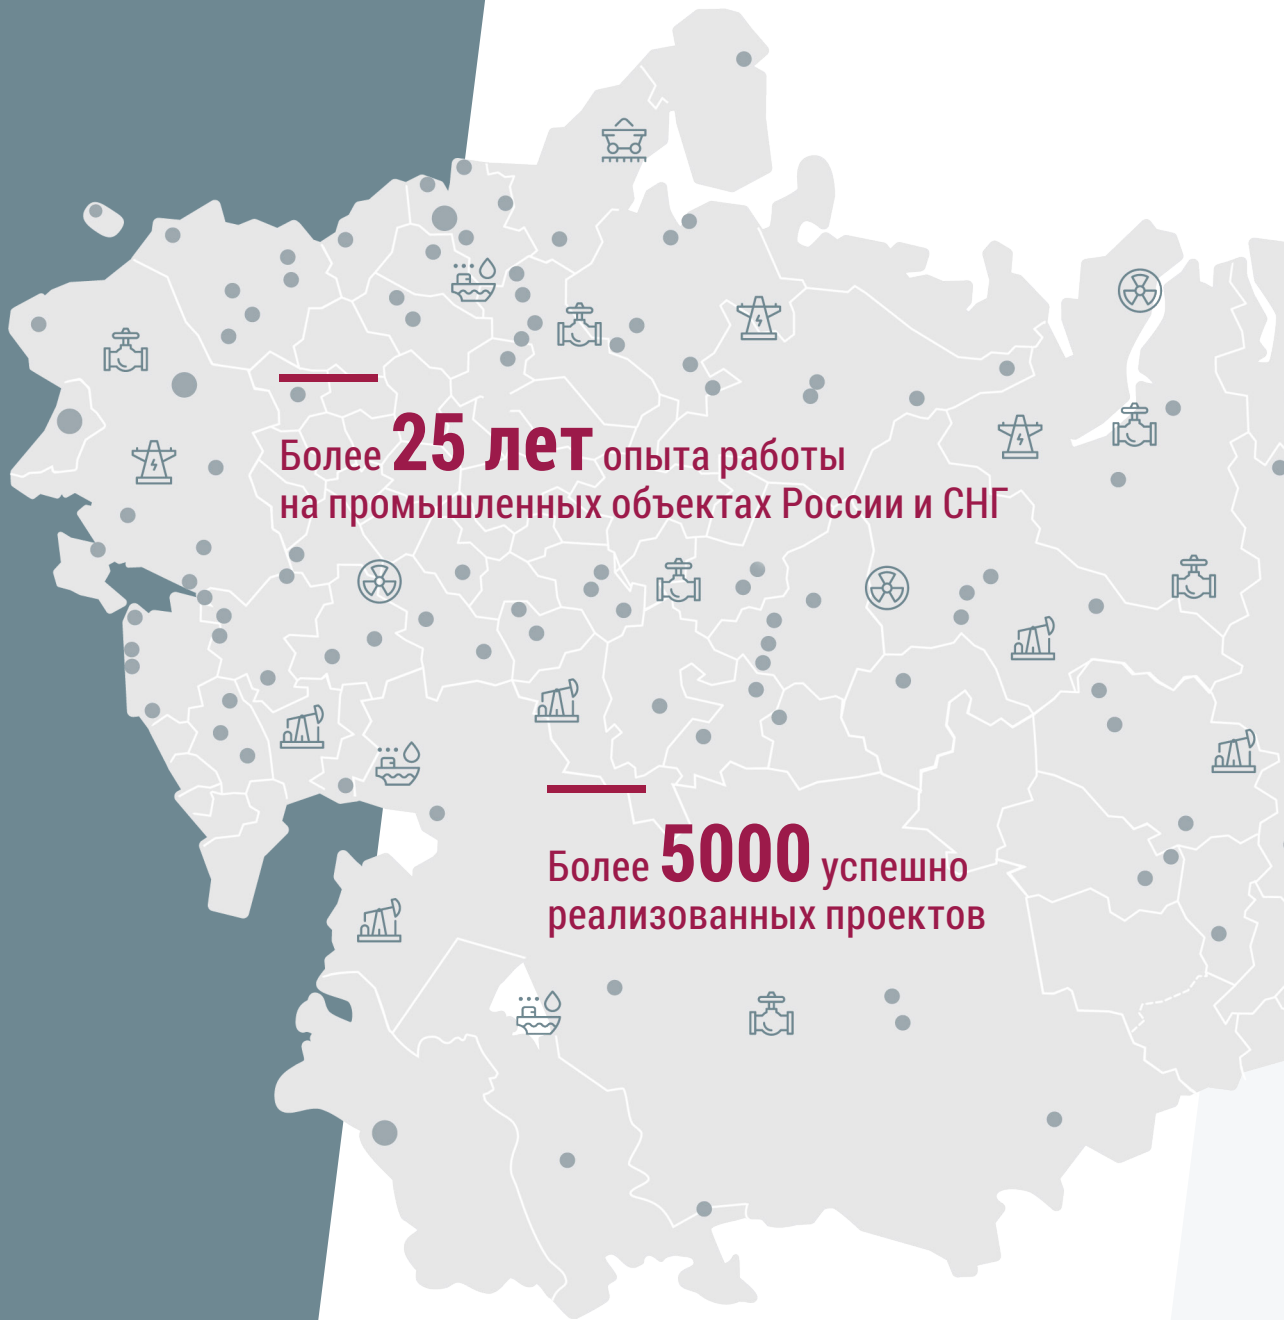 Более 25 лет опыта работы
на промышленных объектах России и СНГ
Более 5000 успешно
реализованных проектов